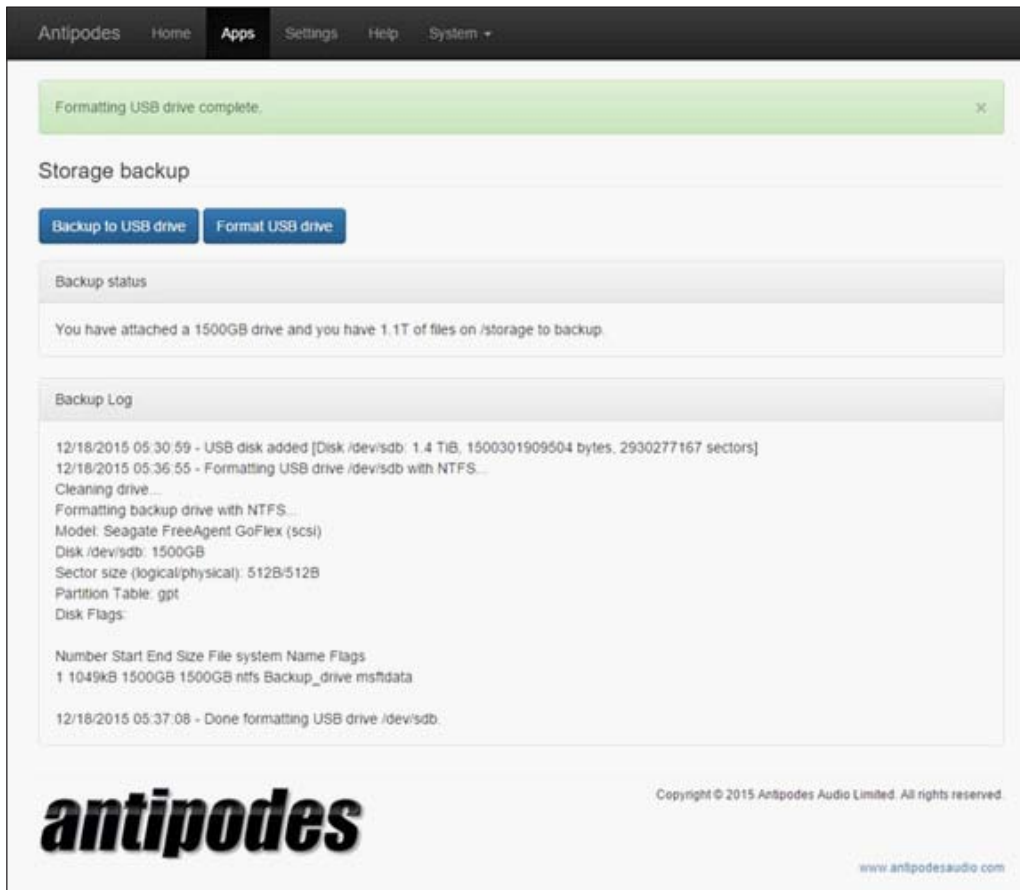 Antipodes Home Apps Settings Help System
Formatting USB drive complete. ×
Storage backup
Backup to USB drive Format USB drive
Backup status
You have attached a 1500GB drive and you have 1.1T of files on /storage to backup.
Backup Log
12/18/2015 05:30:59 - USB disk added [Disk /dev/sdb: 1.4 TiB, 1500301909504 bytes, 2930277167 sectors]
12/18/2015 05:36:55 - Formatting USB drive /dev/sdb with NTFS...
Cleaning drive...
Formatting backup drive with NTFS...
Model: Seagate FreeAgent GoFlex (scsi)
Disk /dev/sdb: 1500GB
Sector size (logical/physical): 512B/512B
Partition Table: gpt
Disk Flags:
Number Start End Size File system Name Flags
1 1049kB 1500GB 1500GB ntfs Backup_drive msftdata
12/18/2015 05:37:08 - Done formatting USB drive /dev/sdb.
antipodes
Copyright © 2015 Antipodes Audio Limited. All rights reserved.
www.antipodesaudio.com